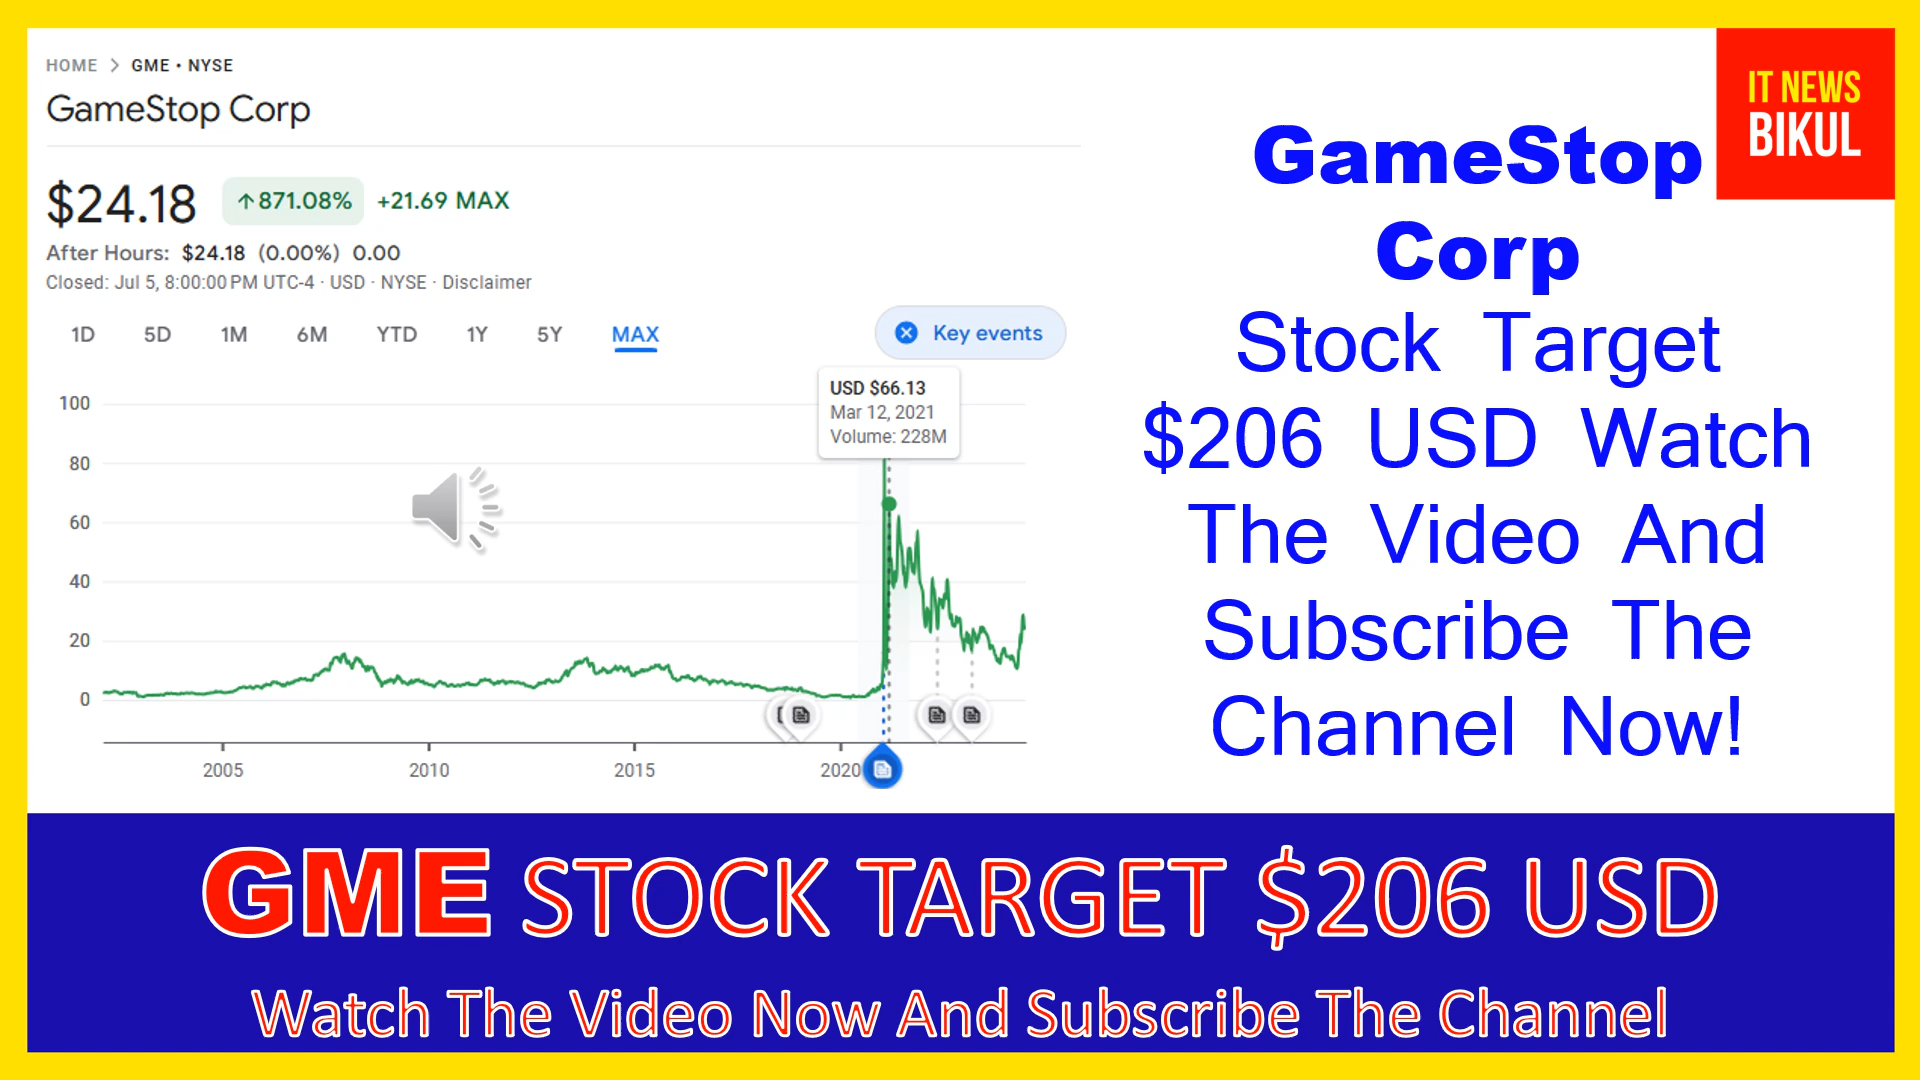 HOME > GME • NYSE
GameStop Corp
$24.18 ↑871.08% +21.69 MAX
After Hours: $24.18 (0.00%) 0.00
Closed: Jul 5, 8:00:00 PM UTC-4 · USD · NYSE · Disclaimer
1D 5D 1M 6M YTD 1Y 5Y MAX
Key events
USD $66.13
Mar 12, 2021
Volume: 228M
100
80
60
40
20
0
2005 2010 2015 2020
IT NEWS
BIKUL
GameStop
Corp
Stock Target
$206 USD Watch
The Video And
Subscribe The
Channel Now!
GME STOCK TARGET $206 USD
Watch The Video Now And Subscribe The Channel